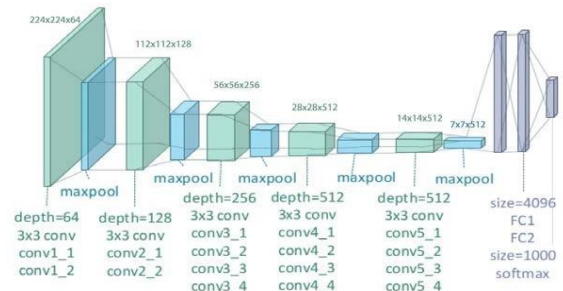 224x224x64
112x112x128
56x56x256
28x28x512
14x14x512
7x7x512
maxpool
maxpool
maxpool
maxpool
maxpool
depth=64
3x3 conv
conv1_1
conv1_2
depth=128
3x3 conv
conv2_1
conv2_2
depth=256
3x3 conv
conv3_1
conv3_2
conv3_3
conv3_4
depth=512
3x3 conv
conv4_1
conv4_2
conv4_3
conv4_4
depth=512
3x3 conv
conv5_1
conv5_2
conv5_3
conv5_4
size=4096
FC1
FC2
size=1000
softmax